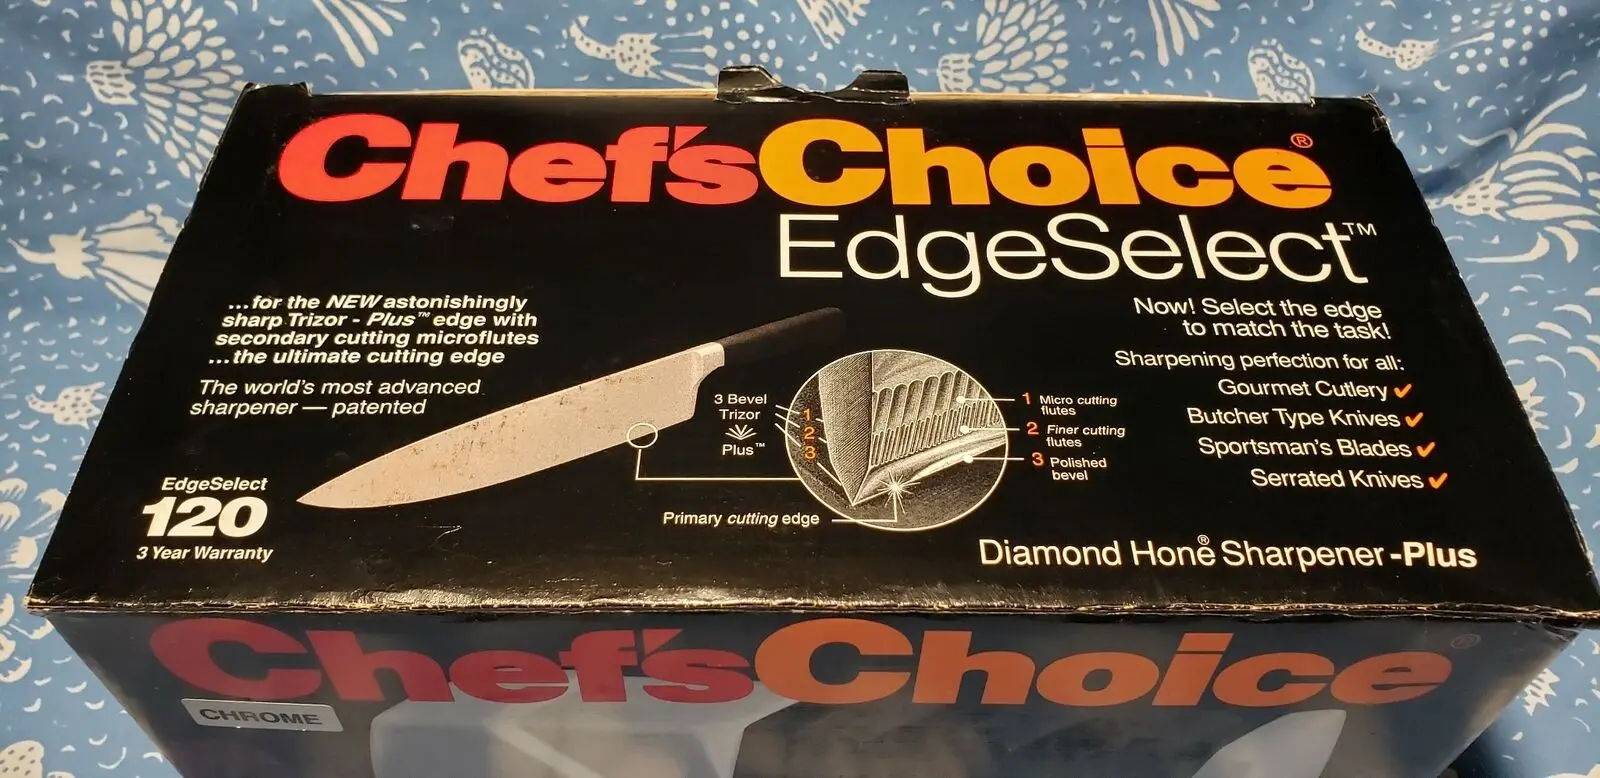 Chef'sChoice®
EdgeSelect™
...for the NEW astonishingly
sharp Trizor - Plus™ edge with
secondary cutting microflutes
...the ultimate cutting edge
The world's most advanced
sharpener — patented
EdgeSelect
120
3 Year Warranty
3 Bevel
Trizor
Plus™
1
2
3
Primary cutting edge
1 Micro cutting
flutes
2 Finer cutting
flutes
3 Polished
bevel
Now! Select the edge
to match the task!
Sharpening perfection for all:
Gourmet Cutlery ✓
Butcher Type Knives ✓
Sportsman's Blades ✓
Serrated Knives ✓
Diamond Hone® Sharpener -Plus
Chef'sChoice®
CHROME